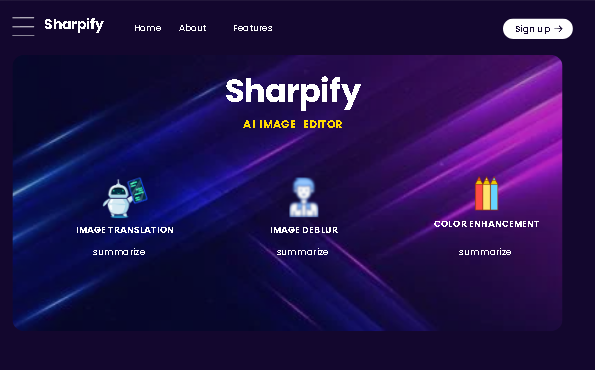 Sharpify
Home About Features
Sign up →
Sharpify
AI IMAGE EDITOR
IMAGE TRANSLATION
summarize
IMAGE DEBLUR
summarize
COLOR ENHANCEMENT
summarize